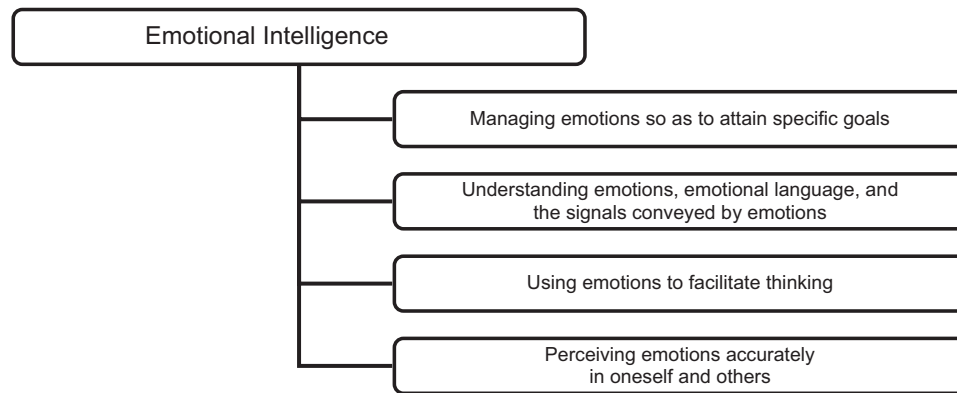 Emotional Intelligence
Managing emotions so as to attain specific goals
Understanding emotions, emotional language, and
the signals conveyed by emotions
Using emotions to facilitate thinking
Perceiving emotions accurately
in oneself and others